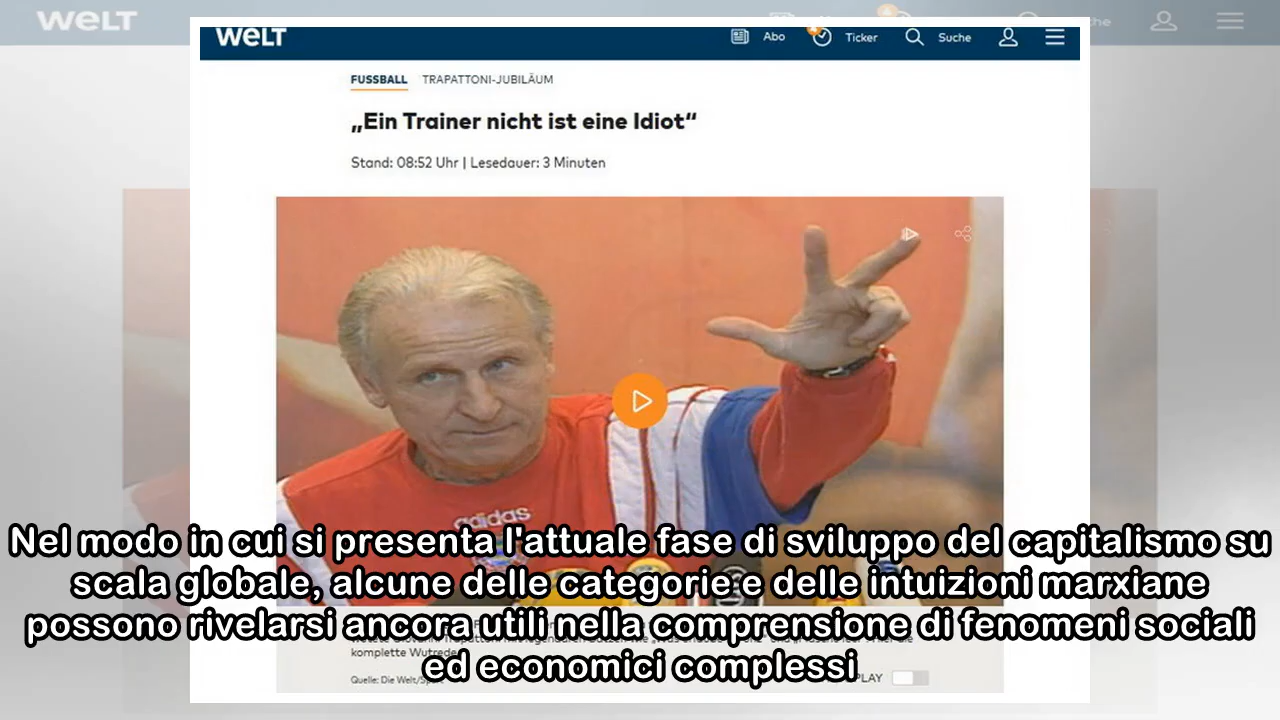 WELT
WELT Abo Ticker Suche
FUSSBALL TRAPATTONI-JUBILÄUM
„Ein Trainer nicht ist eine Idiot“
Stand: 08:52 Uhr | Lesedauer: 3 Minuten
adidas
Nel modo in cui si presenta l'attuale fase di sviluppo del capitalismo su
scala globale, alcune delle categorie e delle intuizioni marxiane
possono rivelarsi ancora utili nella comprensione di fenomeni sociali
komplette Wutrede
ed economici complessi
Quelle: Die Welt/
PLAY